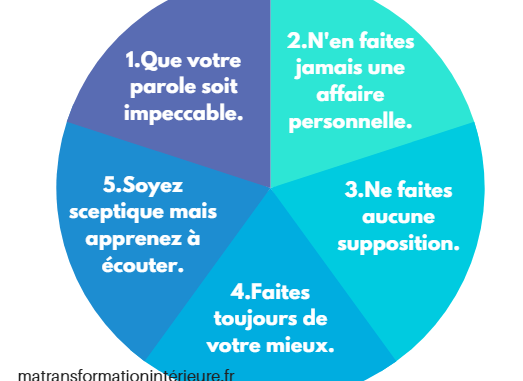 1.Que votre
parole soit
impeccable.
2.N'en faites
jamais une
affaire
personnelle.
3.Ne faites
aucune
supposition.
4.Faites
toujours de
votre mieux.
5.Soyez
sceptique mais
apprenez à
écouter.
matransformationintérieure.fr